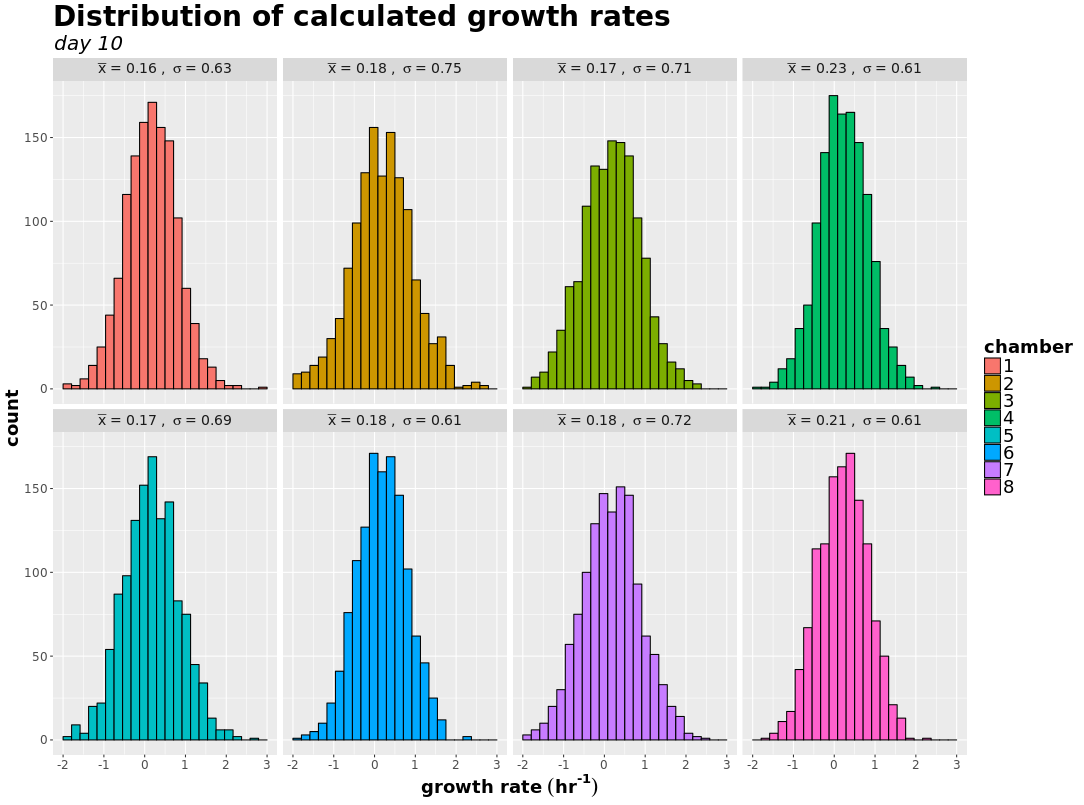 Distribution of calculated growth rates
day 10
x̅ = 0.16 , σ = 0.63
x̅ = 0.18 , σ = 0.75
x̅ = 0.17 , σ = 0.71
x̅ = 0.23 , σ = 0.61
150
100
50
0
x̅ = 0.17 , σ = 0.69
x̅ = 0.18 , σ = 0.61
x̅ = 0.18 , σ = 0.72
x̅ = 0.21 , σ = 0.61
150
100
50
0
-2 -1 0 1 2 3
-2 -1 0 1 2 3
-2 -1 0 1 2 3
-2 -1 0 1 2 3
count
growth rate (hr⁻¹)
chamber
1
2
3
4
5
6
7
8